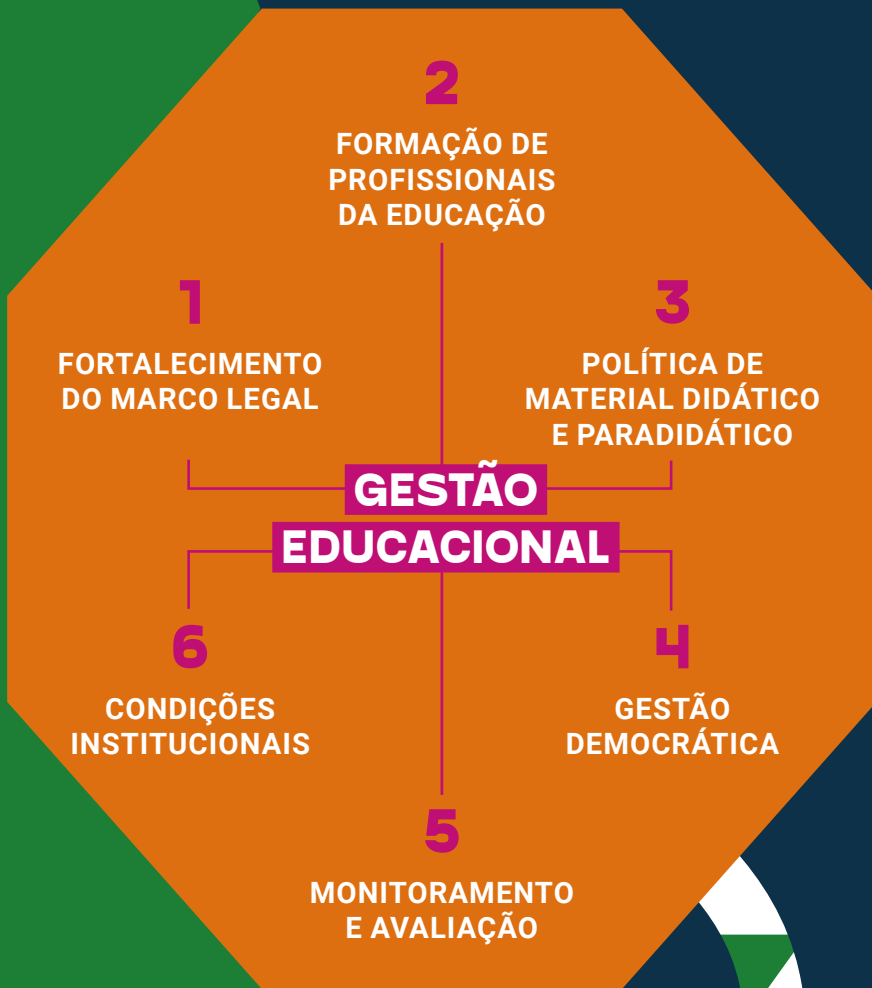 2
FORMAÇÃO DE
PROFISSIONAIS
DA EDUCAÇÃO
1
FORTALECIMENTO
DO MARCO LEGAL
3
POLÍTICA DE
MATERIAL DIDÁTICO
E PARADIDÁTICO
GESTÃO
EDUCACIONAL
6
CONDIÇÕES
INSTITUCIONAIS
4
GESTÃO
DEMOCRÁTICA
5
MONITORAMENTO
E AVALIAÇÃO